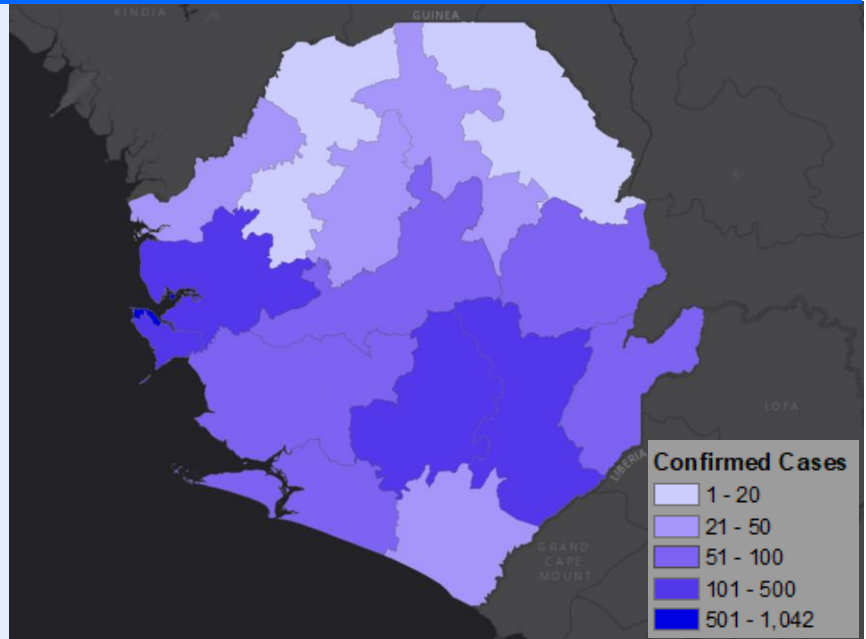 KINDIA
GUINEA
LOFA
LIBERIA
GRAND
CAPE
MOUNT
Confirmed Cases
1 - 20
21 - 50
51 - 100
101 - 500
501 - 1,042